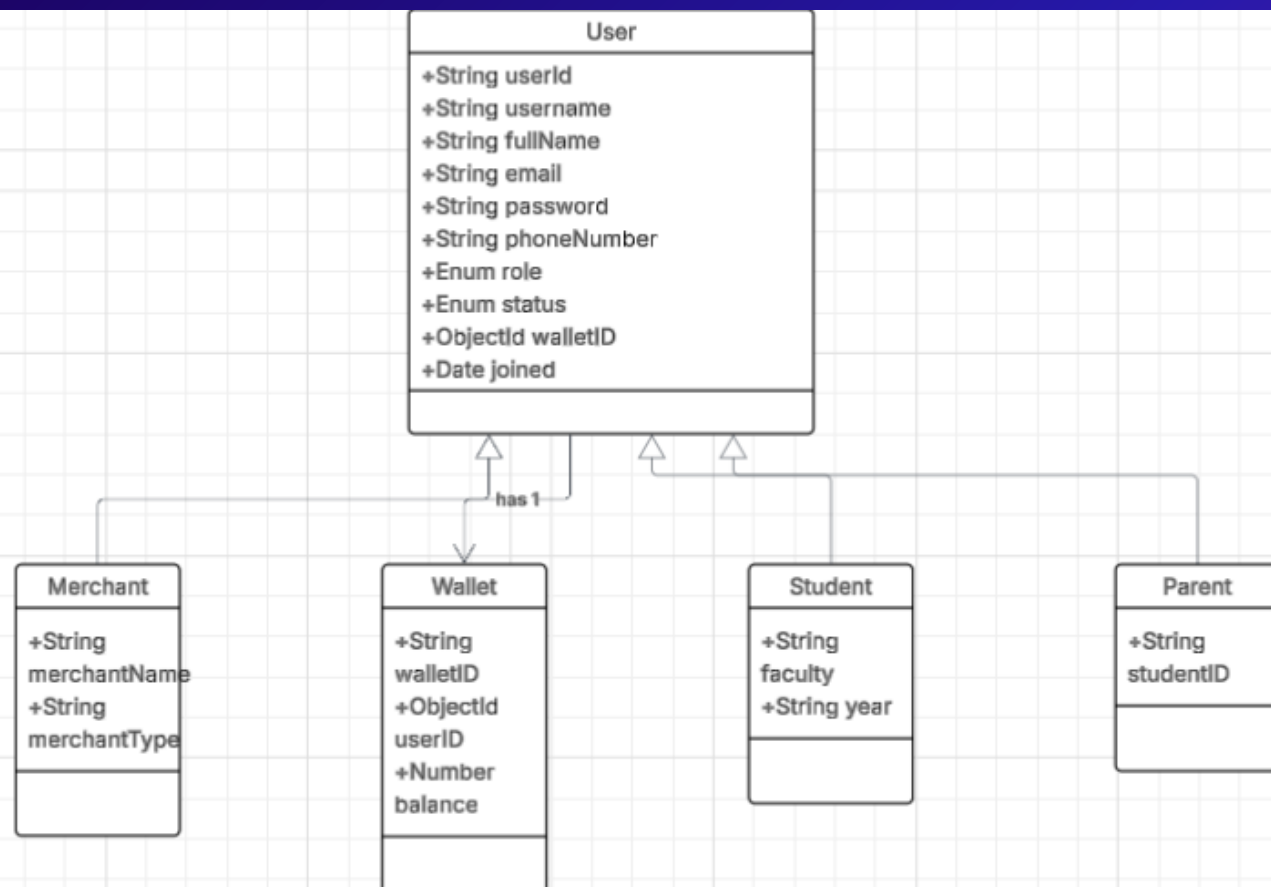 User
+String userId
+String username
+String fullName
+String email
+String password
+String phoneNumber
+Enum role
+Enum status
+ObjectId walletID
+Date joined
has 1
Merchant
+String
merchantName
+String
merchantType
Wallet
+String
walletID
+ObjectId
userID
+Number
balance
Student
+String
faculty
+String year
Parent
+String
studentID